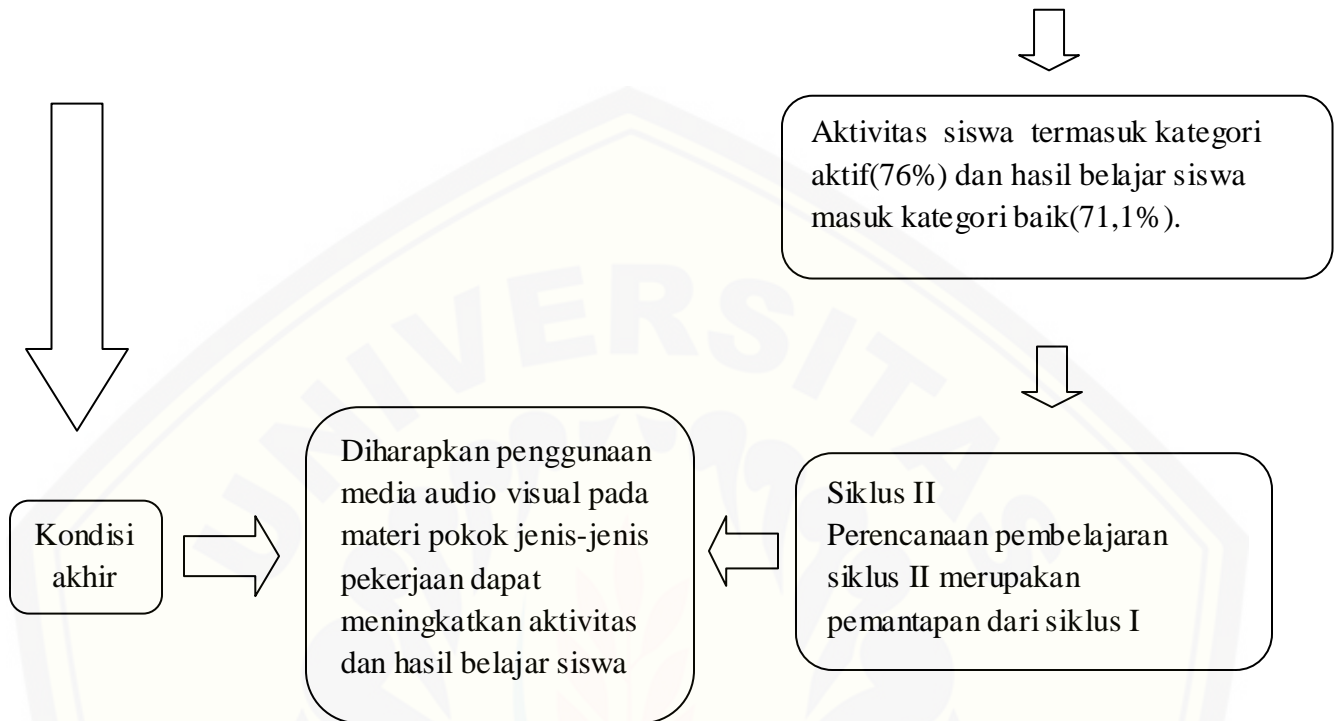 Aktivitas siswa termasuk kategori
aktif(76%) dan hasil belajar siswa
masuk kategori baik(71,1%).
Kondisi
akhir
Diharapkan penggunaan
media audio visual pada
materi pokok jenis-jenis
pekerjaan dapat
meningkatkan aktivitas
dan hasil belajar siswa
Siklus II
Perencanaan pembelajaran
siklus II merupakan
pemantapan dari siklus I
UNIVERSITAS